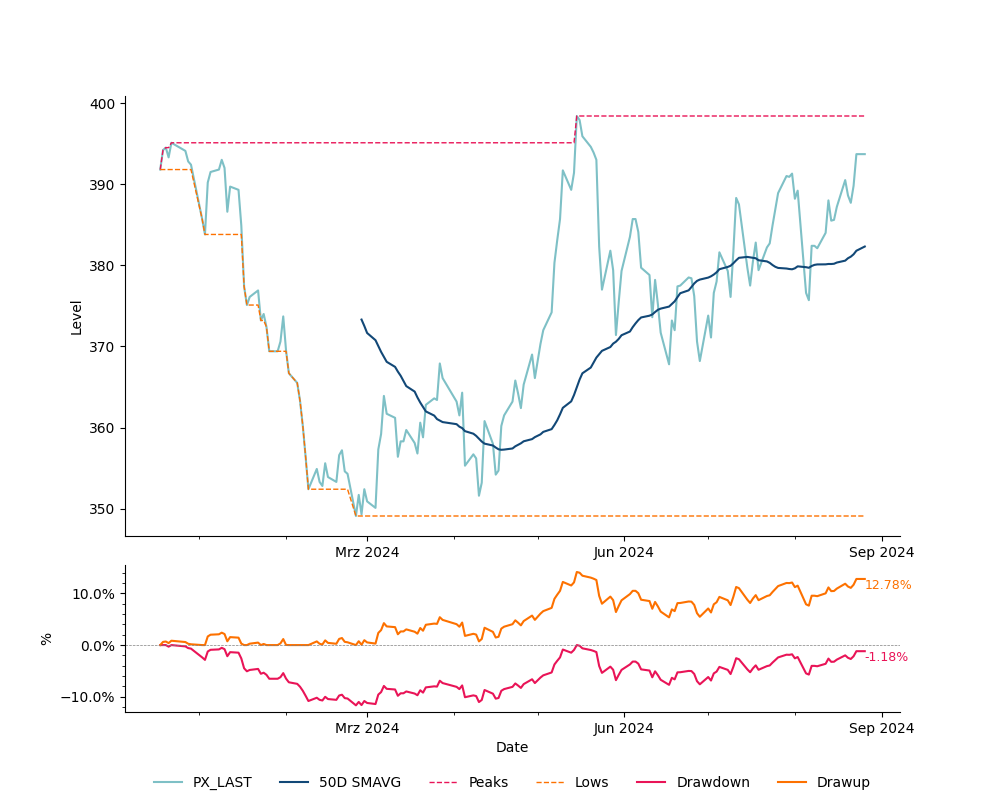 400
390
380
370
360
350
Level
Mrz 2024 Jun 2024 Sep 2024
10.0%
0.0%
−10.0%
%
12.78%
-1.18%
Mrz 2024 Jun 2024 Sep 2024
Date
PX_LAST 50D SMAVG Peaks Lows Drawdown Drawup